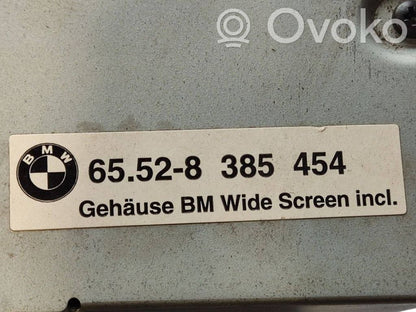 Ovoko
BMW
65.52-8 385 454
Gehäuse BM Wide Screen incl.